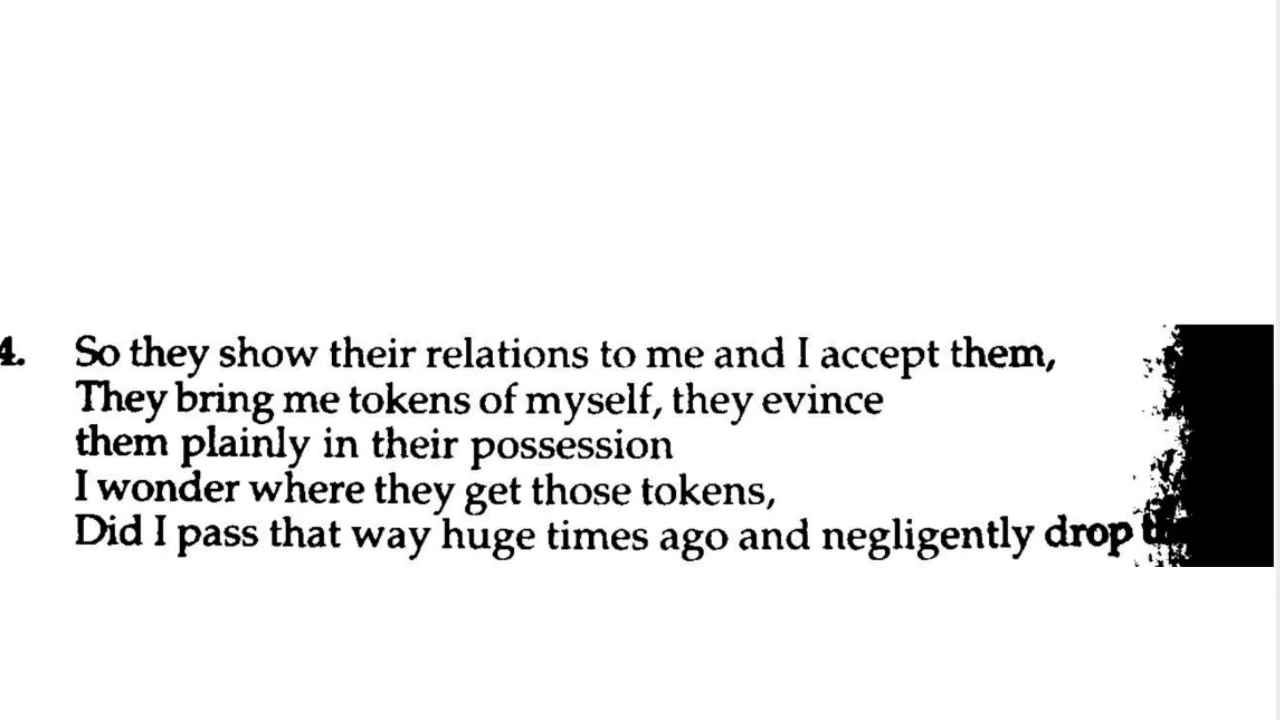 4. So they show their relations to me and I accept them,
They bring me tokens of myself, they evince
them plainly in their possession
I wonder where they get those tokens,
Did I pass that way huge times ago and negligently drop